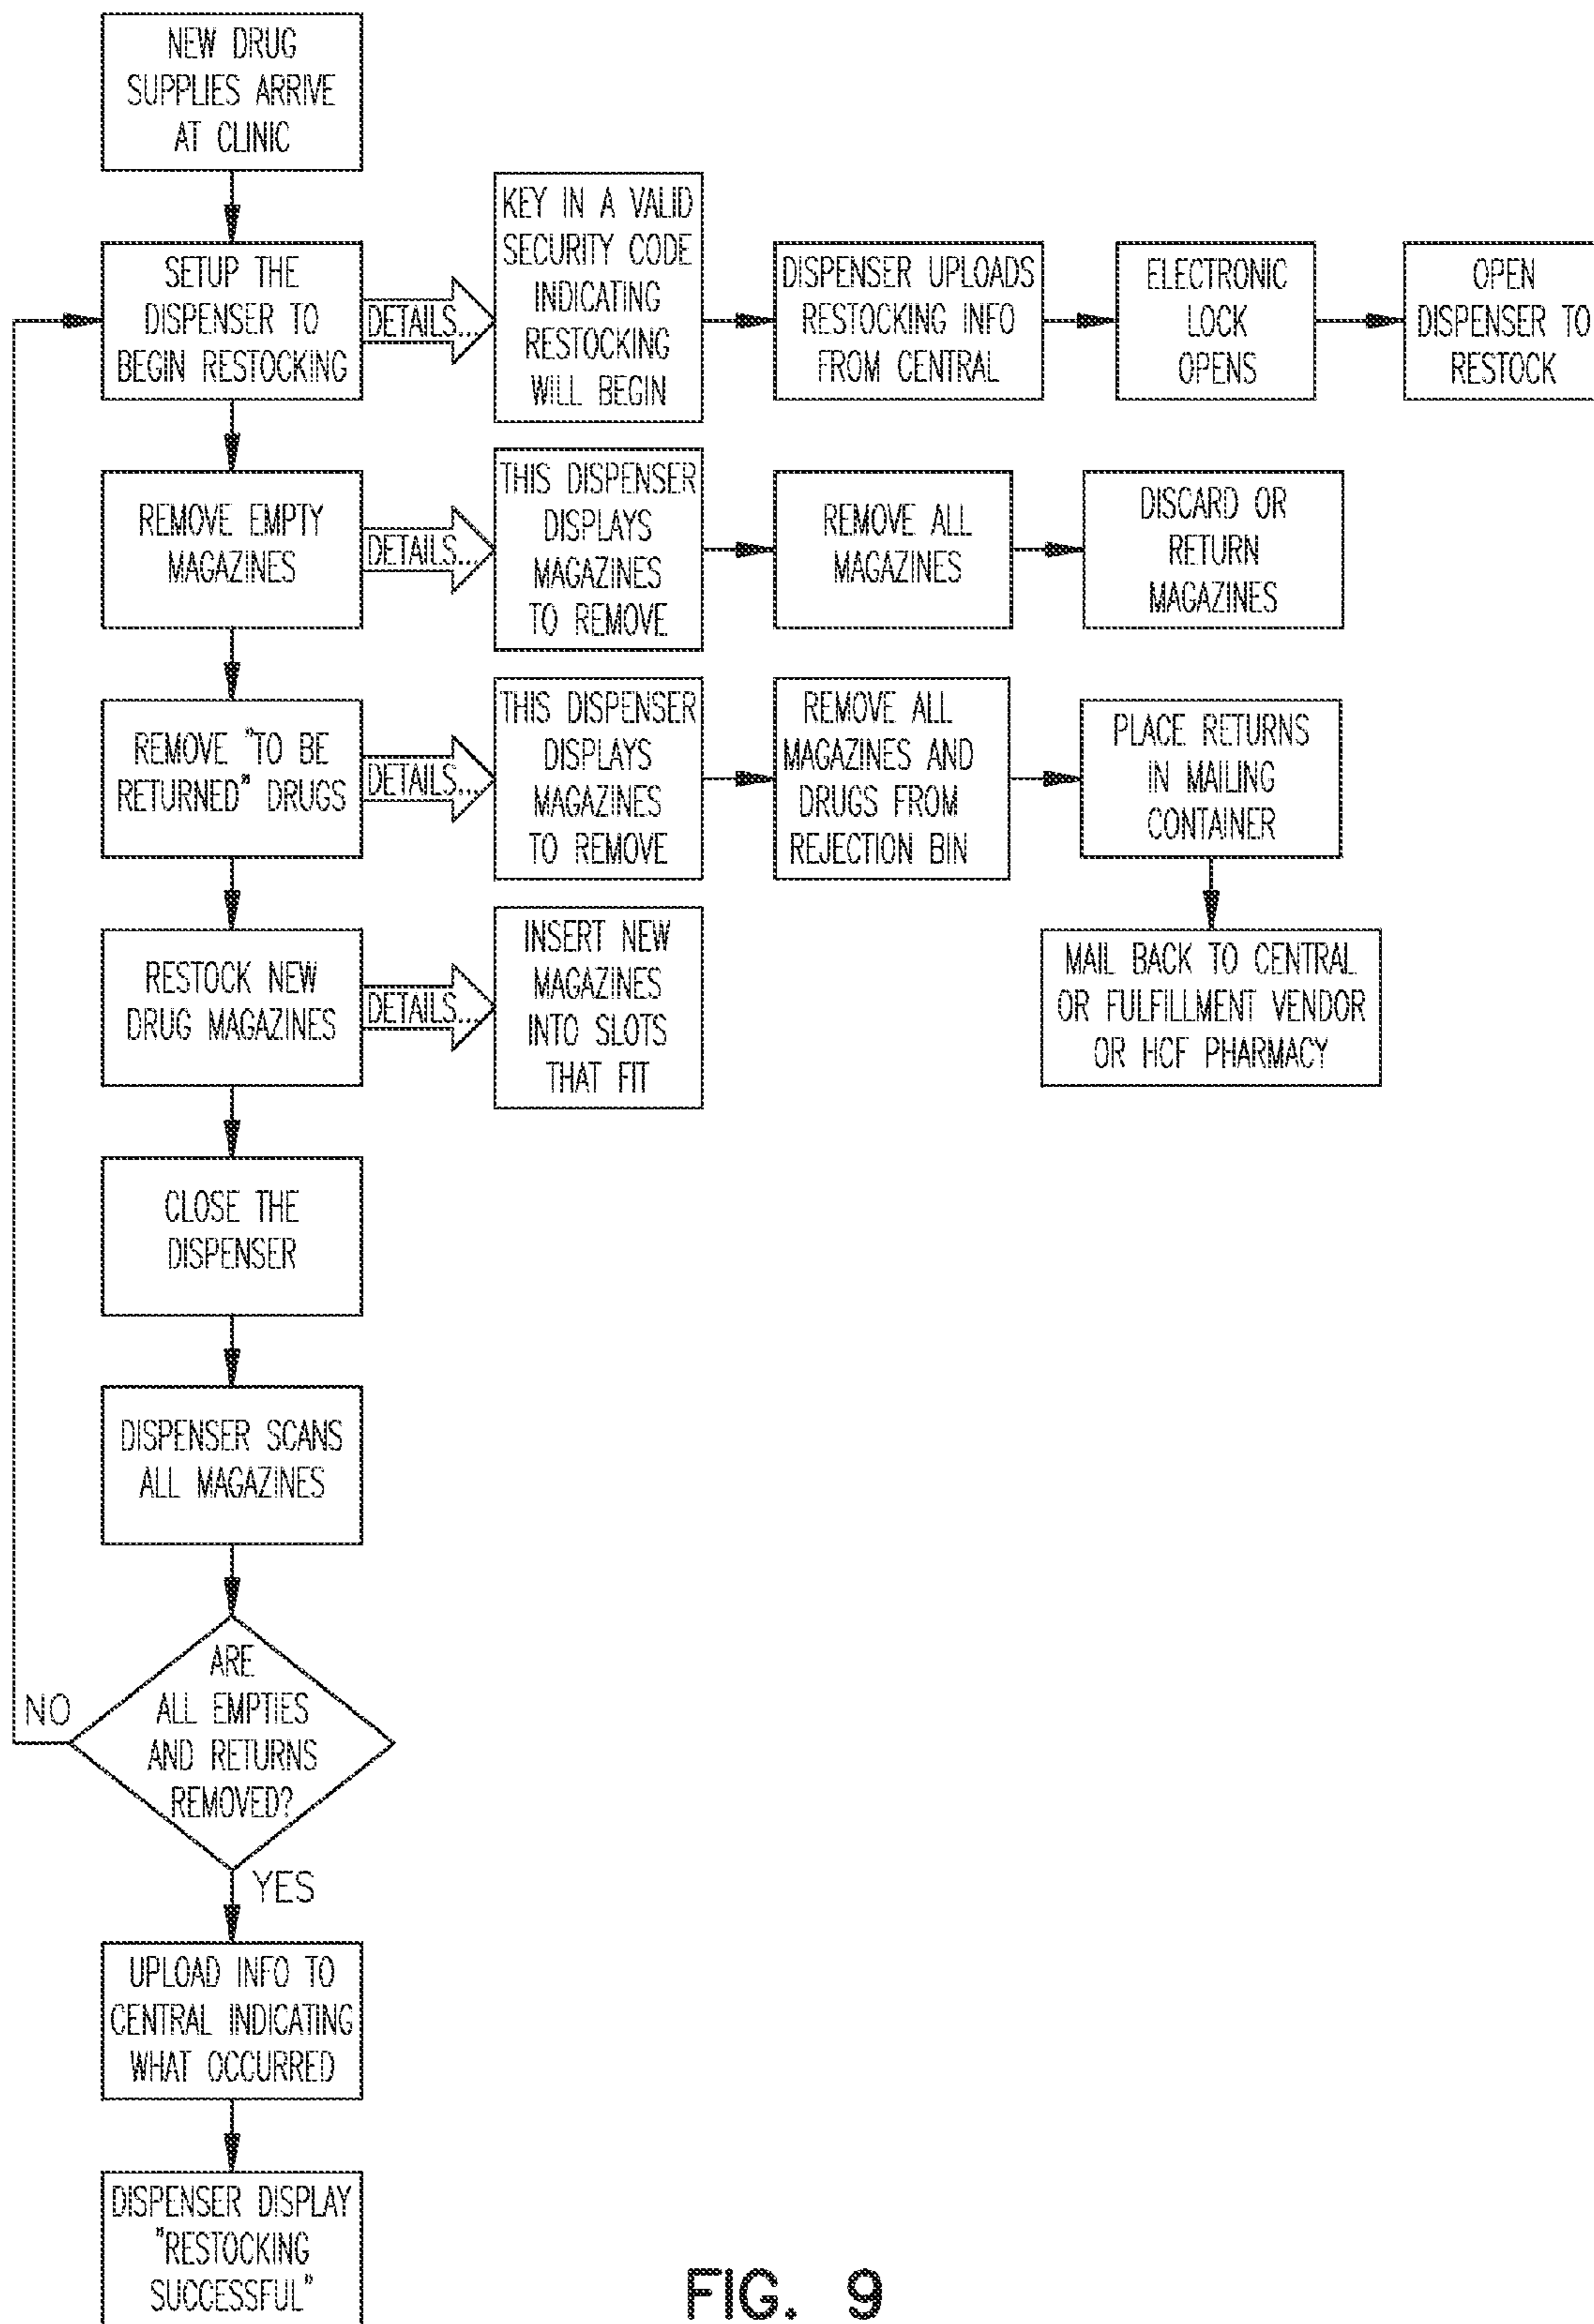 NEW DRUG
SUPPLIES ARRIVE
AT CLINIC
SETUP THE
DISPENSER TO
BEGIN RESTOCKING
DETAILS...
KEY IN A VALID
SECURITY CODE
INDICATING
RESTOCKING
WILL BEGIN
DISPENSER UPLOADS
RESTOCKING INFO
FROM CENTRAL
ELECTRONIC
LOCK
OPENS
OPEN
DISPENSER TO
RESTOCK
REMOVE EMPTY
MAGAZINES
DETAILS...
THIS DISPENSER
DISPLAYS
MAGAZINES
TO REMOVE
REMOVE ALL
MAGAZINES
DISCARD OR
RETURN
MAGAZINES
REMOVE "TO BE
RETURNED" DRUGS
DETAILS...
THIS DISPENSER
DISPLAYS
MAGAZINES
TO REMOVE
REMOVE ALL
MAGAZINES AND
DRUGS FROM
REJECTION BIN
PLACE RETURNS
IN MAILING
CONTAINER
MAIL BACK TO CENTRAL
OR FULFILLMENT VENDOR
OR HCF PHARMACY
RESTOCK NEW
DRUG MAGAZINES
DETAILS...
INSERT NEW
MAGAZINES
INTO SLOTS
THAT FIT
CLOSE THE
DISPENSER
DISPENSER SCANS
ALL MAGAZINES
ARE
ALL EMPTIES
AND RETURNS
REMOVED?
NO
YES
UPLOAD INFO TO
CENTRAL INDICATING
WHAT OCCURRED
DISPENSER DISPLAY
"RESTOCKING
SUCCESSFUL"
FIG. 9